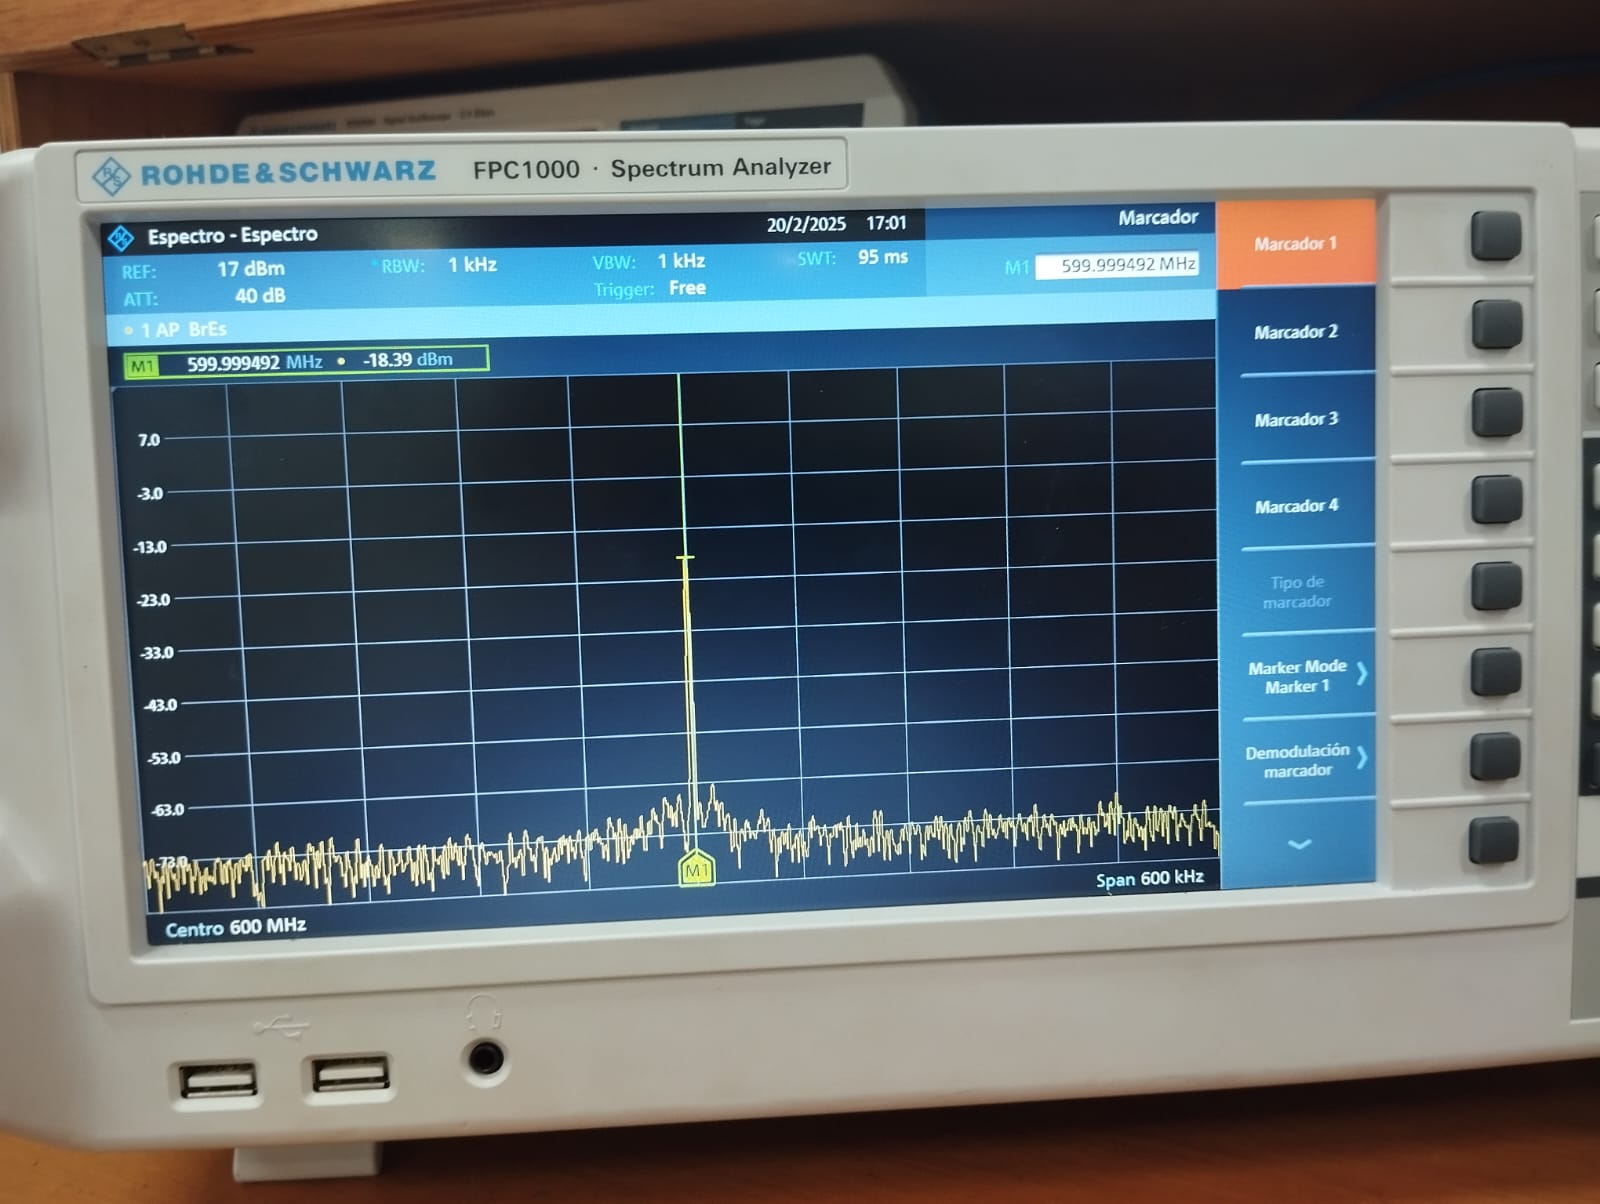 ROHDE & SCHWARZ FPC1000 · Spectrum Analyzer
Espectro - Espectro 20/2/2025 17:01 Marcador
REF: 17 dBm RBW: 1 kHz VBW: 1 kHz SWT: 95 ms M1 599.999492 MHz
ATT: 40 dB Trigger: Free
1 AP BrEs
M1 599.999492 MHz • -18.39 dBm
7.0
-3.0
-13.0
-23.0
-33.0
-43.0
-53.0
-63.0
-73.0
M1
Centro 600 MHz Span 600 kHz
Marcador 1
Marcador 2
Marcador 3
Marcador 4
Tipo de
marcador
Marker Mode
Marker 1
Demodulación
marcador